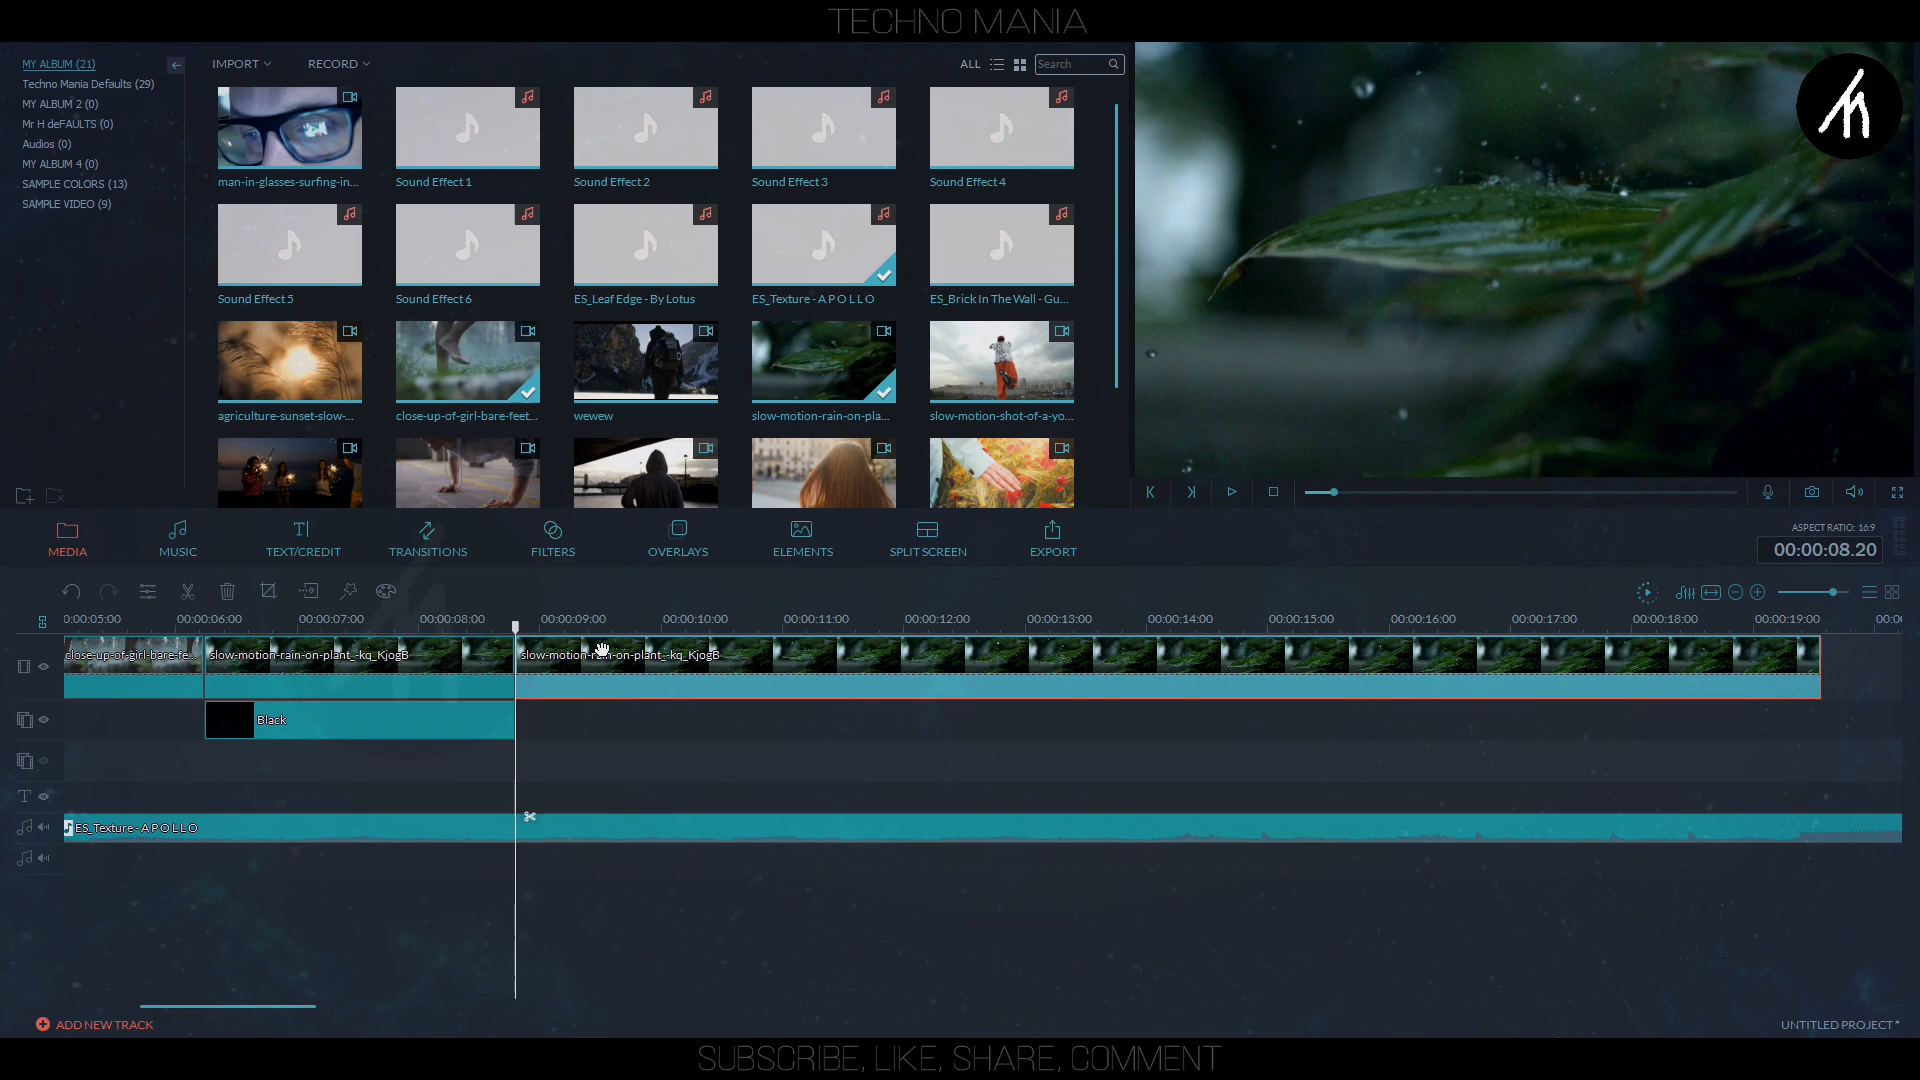 TECHNO MANIA
MY ALBUM (21)
Techno Mania Defaults (29)
MY ALBUM 2 (0)
Mr H deFAULTS (0)
Audios (0)
MY ALBUM 4 (0)
SAMPLE COLORS (13)
SAMPLE VIDEO (9)
IMPORT
RECORD
ALL
Search
man-in-glasses-surfing-in...
Sound Effect 1
Sound Effect 2
Sound Effect 3
Sound Effect 4
Sound Effect 5
Sound Effect 6
ES_Leaf Edge - By Lotus
ES_Texture - A P O L L O
ES_Brick In The Wall - Gu...
agriculture-sunset-slow-...
close-up-of-girl-bare-feet...
wewew
slow-motion-rain-on-pla...
slow-motion-shot-of-a-yo...
MEDIA
MUSIC
TEXT/CREDIT
TRANSITIONS
FILTERS
OVERLAYS
ELEMENTS
SPLIT SCREEN
EXPORT
ASPECT RATIO: 16:9
00:00:08.20
0:00:05:00
00:00:06:00
00:00:07:00
00:00:08:00
00:00:09:00
00:00:10:00
00:00:11:00
00:00:12:00
00:00:13:00
00:00:14:00
00:00:15:00
00:00:16:00
00:00:17:00
00:00:18:00
00:00:19:00
00:00
close-up-of-girl-bare-fe...
slow-motion-rain-on-plant_-kq_KjogB
slow-motion-rain-on-plant_-kq_KjogB
Black
ES_Texture - A P O L L O
ADD NEW TRACK
UNTITLED PROJECT *
SUBSCRIBE, LIKE, SHARE, COMMENT